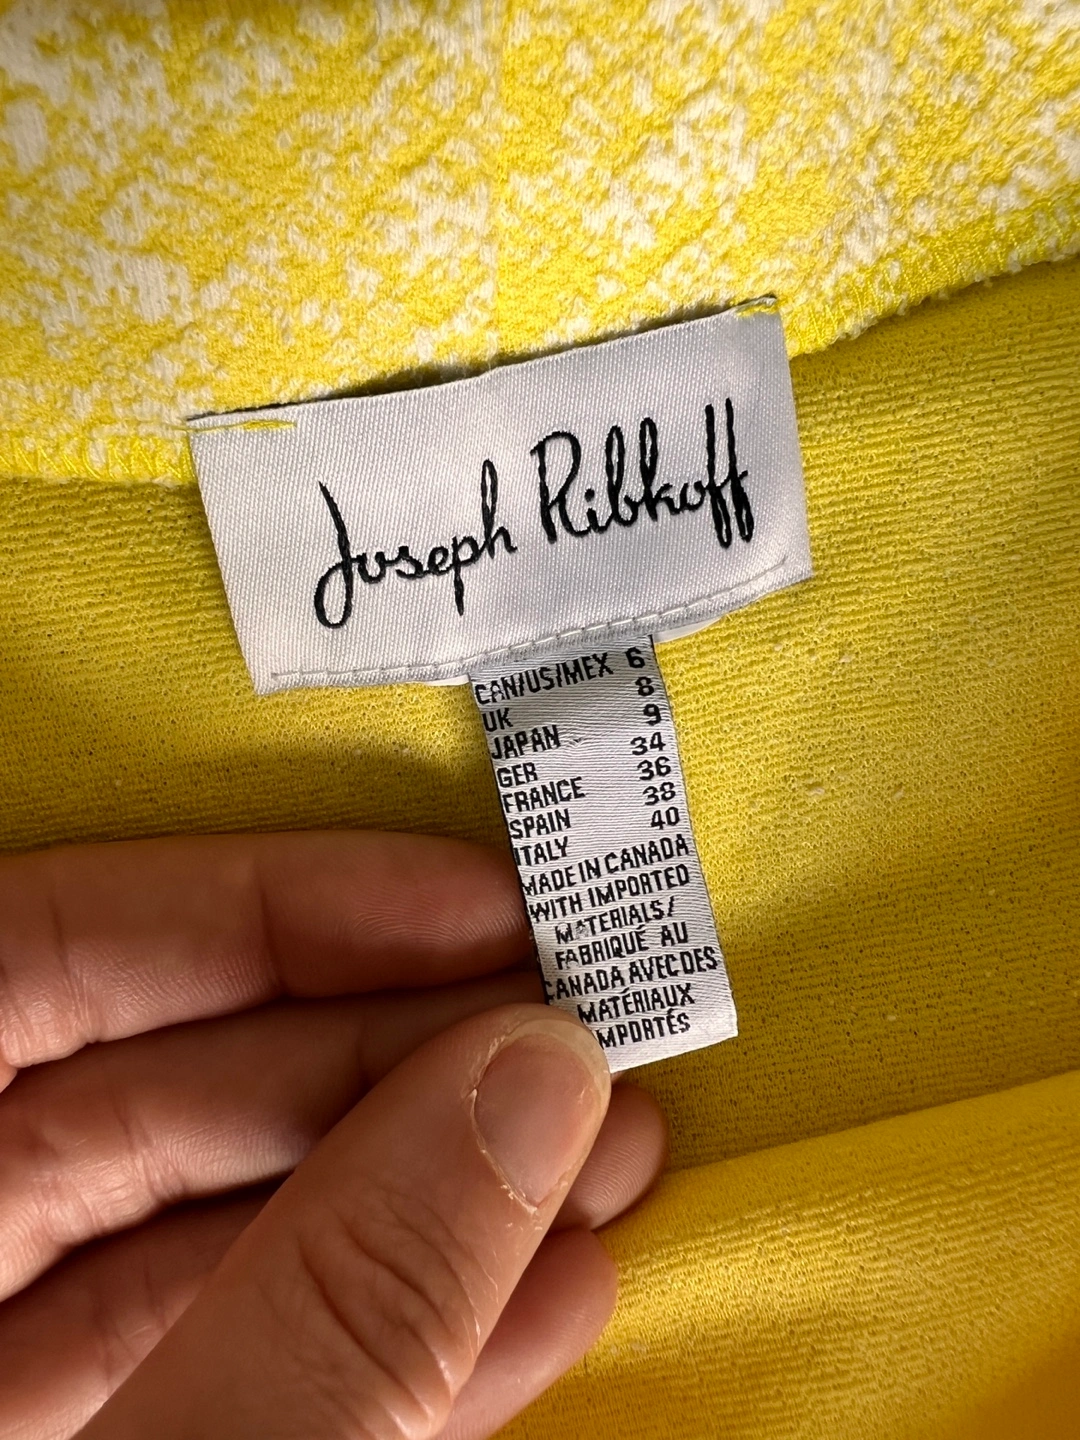 Joseph Ribkoff
CAN/US/MEX 6
UK 8
JAPAN 9
GER 34
FRANCE 36
SPAIN 38
ITALY 40
MADE IN CANADA
WITH IMPORTED
MATERIALS/
FABRIQUÉ AU
CANADA AVEC DES
MATÉRIAUX
IMPORTÉS